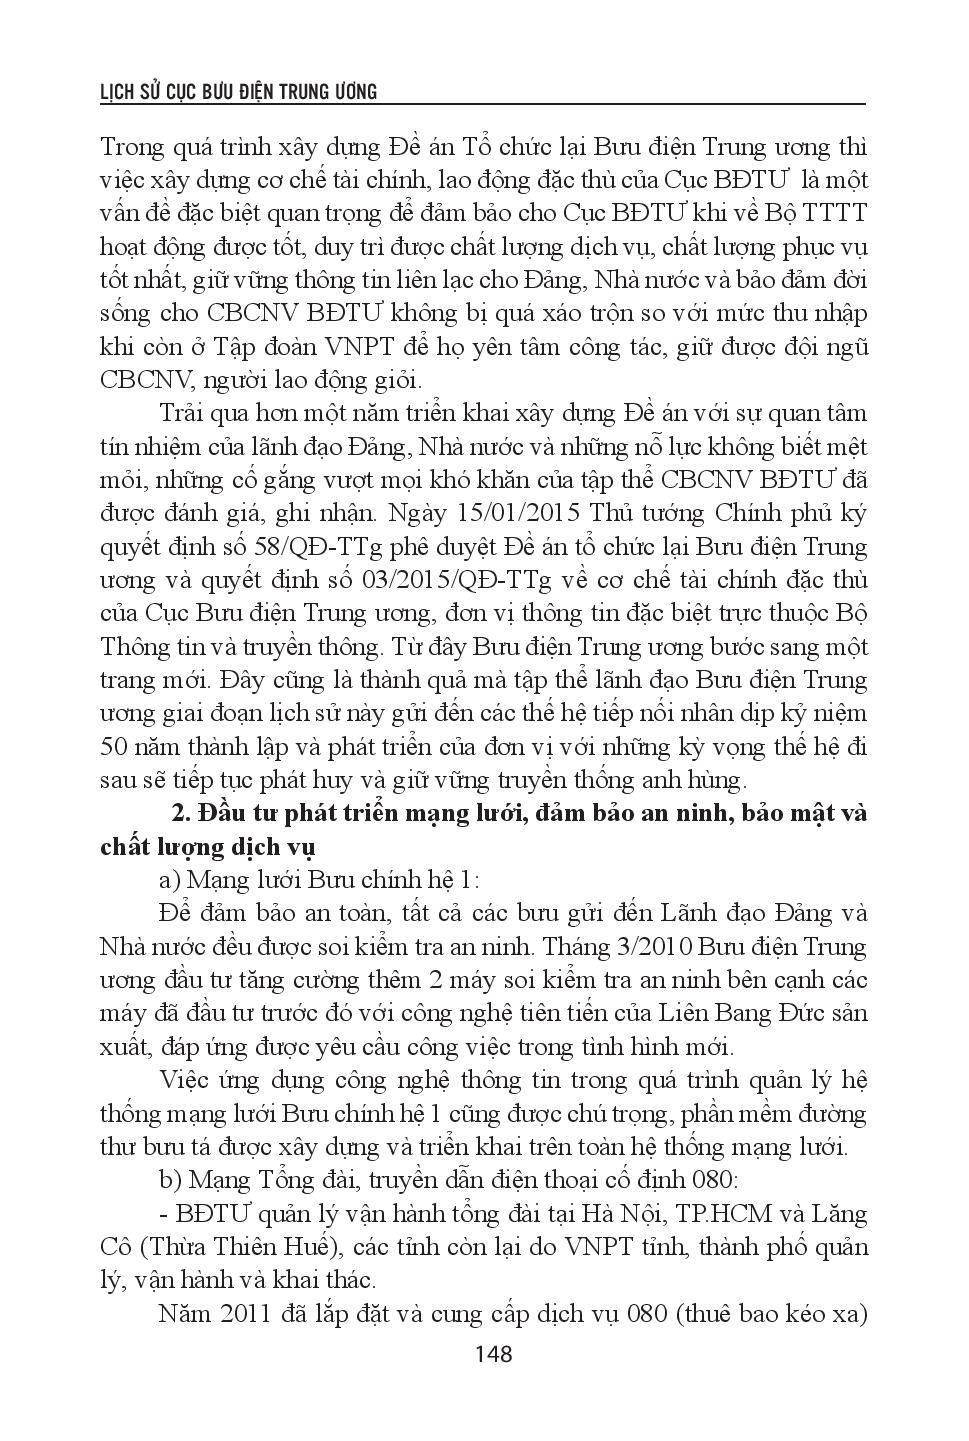 LỊCH SỬ CỤC BƯU ĐIỆN TRUNG ƯƠNG
Trong quá trình xây dựng Đề án Tổ chức lại Bưu điện Trung ương thì
việc xây dựng cơ chế tài chính, lao động đặc thù của Cục BĐTƯ là một
vấn đề đặc biệt quan trọng để đảm bảo cho Cục BĐTƯ khi về Bộ TTTT
hoạt động được tốt, duy trì được chất lượng dịch vụ, chất lượng phục vụ
tốt nhất, giữ vững thông tin liên lạc cho Đảng, Nhà nước và bảo đảm đời
sống cho CBCNV BĐTƯ không bị quá xáo trộn so với mức thu nhập
khi còn ở Tập đoàn VNPT để họ yên tâm công tác, giữ được đội ngũ
CBCNV, người lao động giỏi.
Trải qua hơn một năm triển khai xây dựng Đề án với sự quan tâm
tín nhiệm của lãnh đạo Đảng, Nhà nước và những nỗ lực không biết mệt
mỏi, những cố gắng vượt mọi khó khăn của tập thể CBCNV BĐTƯ đã
được đánh giá, ghi nhận. Ngày 15/01/2015 Thủ tướng Chính phủ ký
quyết định số 58/QĐ-TTg phê duyệt Đề án tổ chức lại Bưu điện Trung
ương và quyết định số 03/2015/QĐ-TTg về cơ chế tài chính đặc thù
của Cục Bưu điện Trung ương, đơn vị thông tin đặc biệt trực thuộc Bộ
Thông tin và truyền thông. Từ đây Bưu điện Trung ương bước sang một
trang mới. Đây cũng là thành quả mà tập thể lãnh đạo Bưu điện Trung
ương giai đoạn lịch sử này gửi đến các thế hệ tiếp nối nhân dịp kỷ niệm
50 năm thành lập và phát triển của đơn vị với những kỳ vọng thế hệ đi
sau sẽ tiếp tục phát huy và giữ vững truyền thống anh hùng.
2. Đầu tư phát triển mạng lưới, đảm bảo an ninh, bảo mật và
chất lượng dịch vụ
a) Mạng lưới Bưu chính hệ 1:
Để đảm bảo an toàn, tất cả các bưu gửi đến Lãnh đạo Đảng và
Nhà nước đều được soi kiểm tra an ninh. Tháng 3/2010 Bưu điện Trung
ương đầu tư tăng cường thêm 2 máy soi kiểm tra an ninh bên cạnh các
máy đã đầu tư trước đó với công nghệ tiên tiến của Liên Bang Đức sản
xuất, đáp ứng được yêu cầu công việc trong tình hình mới.
Việc ứng dụng công nghệ thông tin trong quá trình quản lý hệ
thống mạng lưới Bưu chính hệ 1 cũng được chú trọng, phần mềm đường
thư bưu tá được xây dựng và triển khai trên toàn hệ thống mạng lưới.
b) Mạng Tổng đài, truyền dẫn điện thoại cố định 080:
- BĐTƯ quản lý vận hành tổng đài tại Hà Nội, TP.HCM và Lăng
Cô (Thừa Thiên Huế), các tỉnh còn lại do VNPT tỉnh, thành phố quản
lý, vận hành và khai thác.
Năm 2011 đã lắp đặt và cung cấp dịch vụ 080 (thuê bao kéo xa)
148